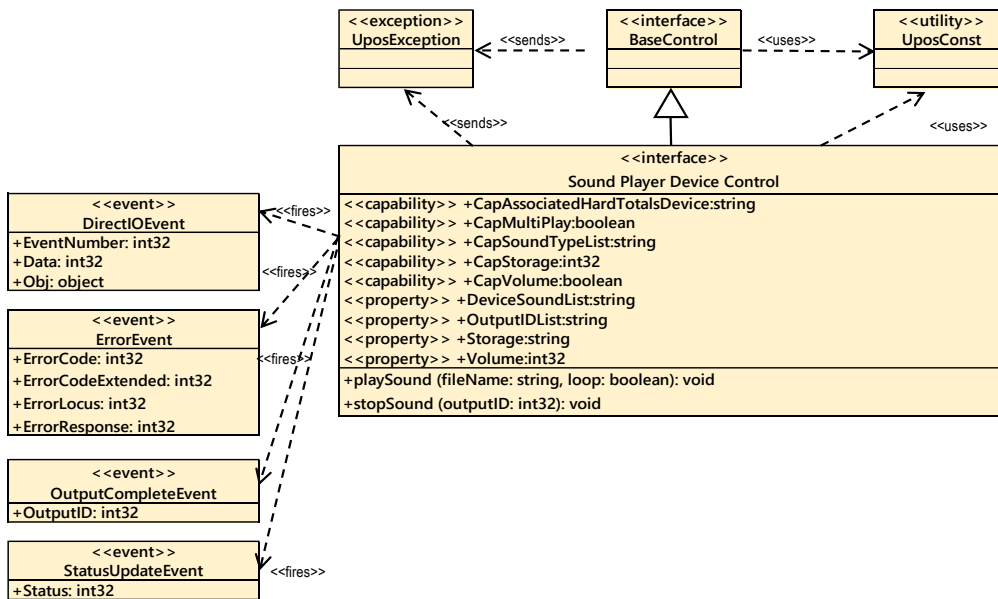 <<exception>>
UposException
<<sends>>
<<interface>>
BaseControl
<<uses>>
<<utility>>
UposConst
<<sends>>
<<uses>>
<<interface>>
Sound Player Device Control
<<capability>> +CapAssociatedHardTotalsDevice:string
<<capability>> +CapMultiPlay:boolean
<<capability>> +CapSoundTypeList:string
<<capability>> +CapStorage:int32
<<capability>> +CapVolume:boolean
<<property>> +DeviceSoundList:string
<<property>> +OutputIDList:string
<<property>> +Storage:string
<<property>> +Volume:int32
+playSound (fileName: string, loop: boolean): void
+stopSound (outputID: int32): void
<<event>>
DirectIOEvent
+EventNumber: int32
+Data: int32
+Obj: object
<<fires>>
<<fires>>
<<event>>
ErrorEvent
+ErrorCode: int32
+ErrorCodeExtended: int32
+ErrorLocus: int32
+ErrorResponse: int32
<<fires>>
<<event>>
OutputCompleteEvent
+OutputID: int32
<<event>>
StatusUpdateEvent
+Status: int32
<<fires>>